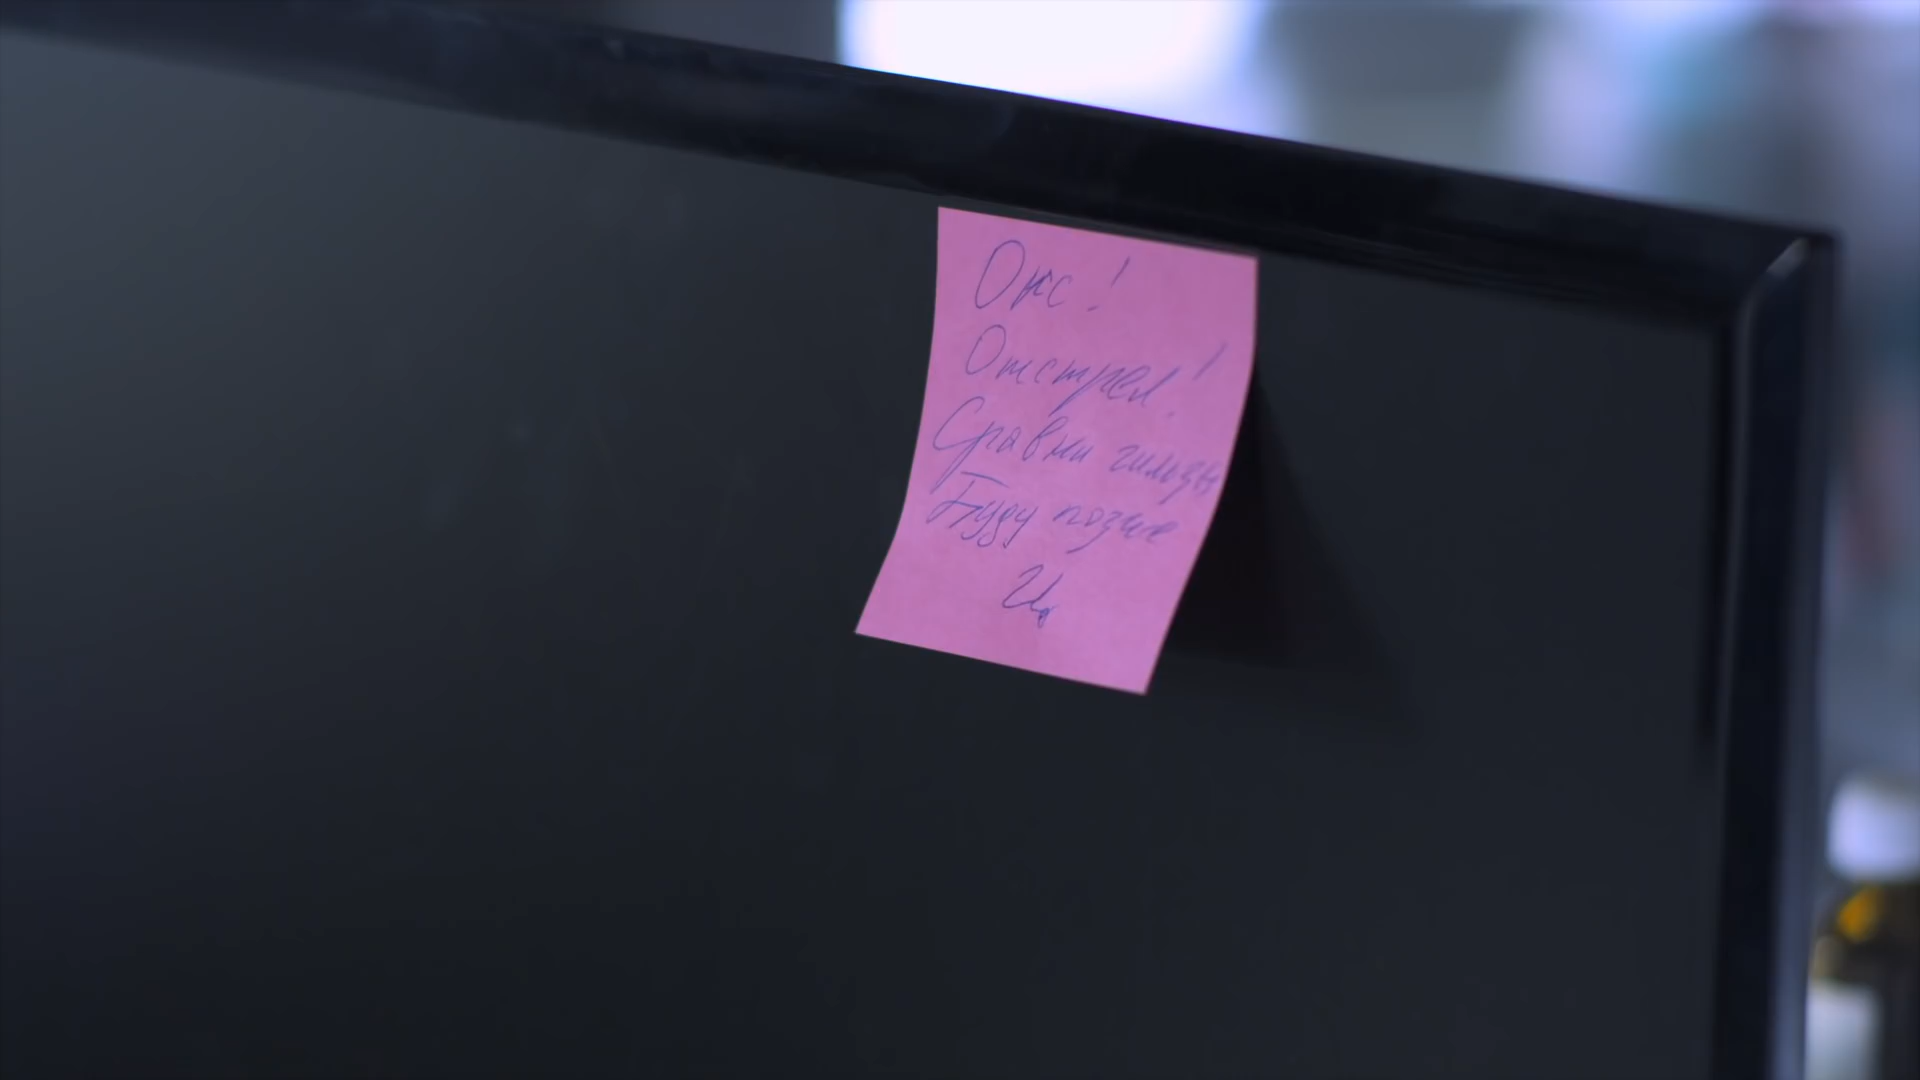 Окс!
Отстрел!
Сравни гильзы
Буду позже